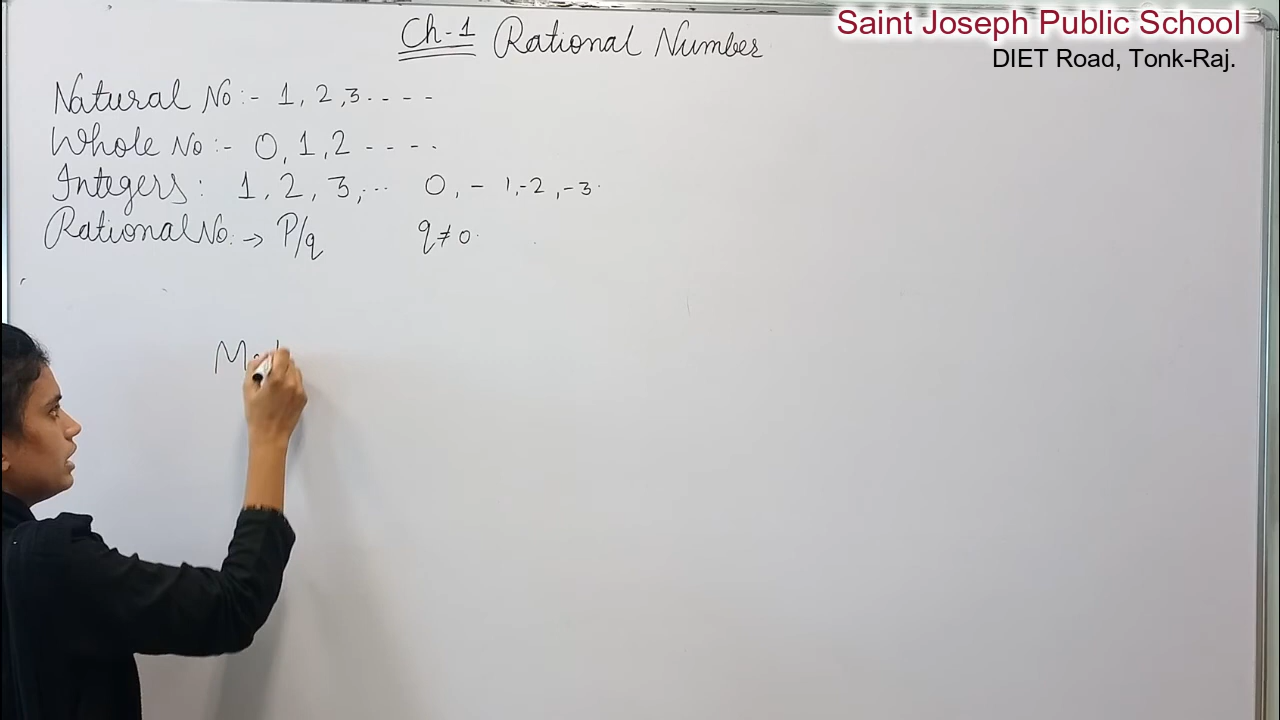 Saint Joseph Public School
DIET Road, Tonk-Raj.
Ch-1 Rational Number
Natural No:- 1, 2, 3 - - - -
Whole No:- 0, 1, 2 - - - -
Integers: 1, 2, 3, ... 0, - 1, -2, -3.
Rational No. → P/q q ≠ 0.